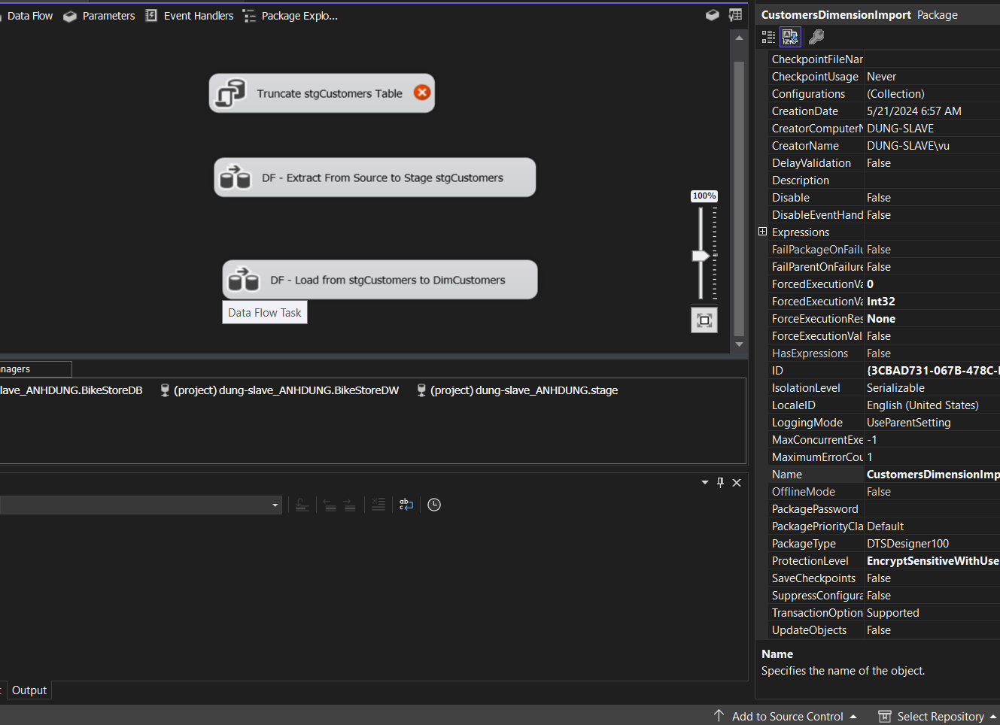 Data Flow Parameters Event Handlers Package Explo...
Truncate stgCustomers Table
DF - Extract From Source to Stage stgCustomers
100%
DF - Load from stgCustomers to DimCustomers
Data Flow Task
nagers
lave_ANHDUNG.BikeStoreDB (project) dung-slave_ANHDUNG.BikeStoreDW (project) dung-slave_ANHDUNG.stage
Output
CustomersDimensionImport Package
CheckpointFileNar
CheckpointUsage Never
Configurations (Collection)
CreationDate 5/21/2024 6:57 AM
CreatorComputerN DUNG-SLAVE
CreatorName DUNG-SLAVE\vu
DelayValidation False
Description
Disable False
DisableEventHand False
Expressions
FailPackageOnFailu False
FailParentOnFailure False
ForcedExecutionVa 0
ForcedExecutionVa Int32
ForceExecutionRes None
ForceExecutionVal False
HasExpressions False
ID {3CBAD731-067B-478C-
IsolationLevel Serializable
LocaleID English (United States)
LoggingMode UseParentSetting
MaxConcurrentExe -1
MaximumErrorCou 1
Name CustomersDimensionImp
OfflineMode False
PackagePassword
PackagePriorityCla Default
PackageType DTSDesigner100
ProtectionLevel EncryptSensitiveWithUse
SaveCheckpoints False
SuppressConfigura False
TransactionOption Supported
UpdateObjects False
Name
Specifies the name of the object.
Add to Source Control Select Repository